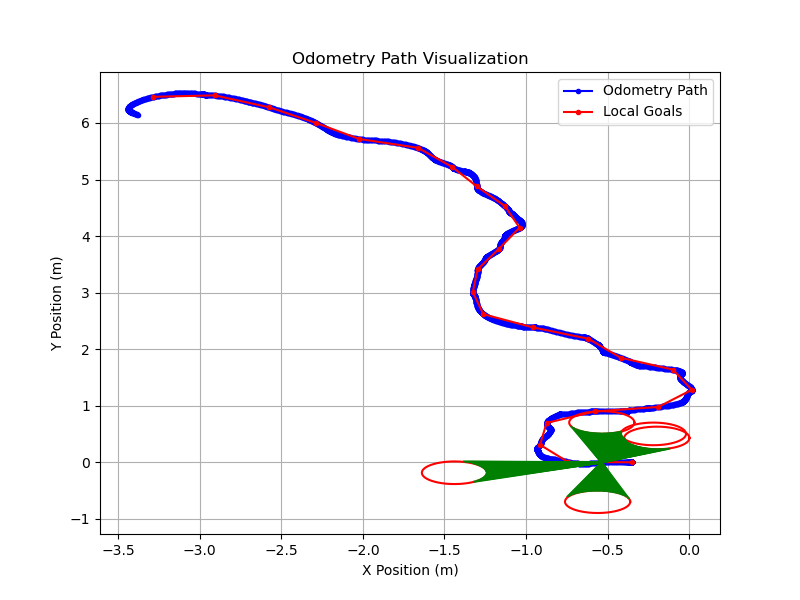 Odometry Path Visualization
Odometry Path
Local Goals
Y Position (m)
6
5
4
3
2
1
0
−1
−3.5 −3.0 −2.5 −2.0 −1.5 −1.0 −0.5 0.0
X Position (m)